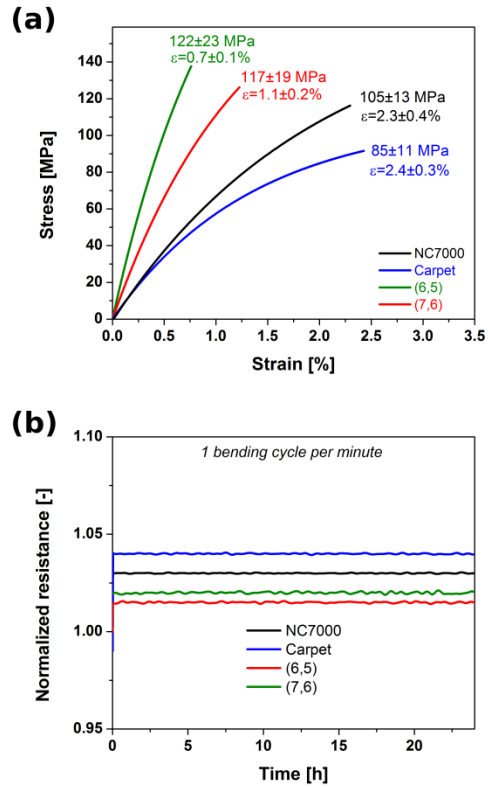 (a)
122±23 MPa
ε=0.7±0.1%
117±19 MPa
ε=1.1±0.2%
105±13 MPa
ε=2.3±0.4%
85±11 MPa
ε=2.4±0.3%
Stress [MPa]
140
120
100
80
60
40
20
0
NC7000
Carpet
(6,5)
(7,6)
0.0 0.5 1.0 1.5 2.0 2.5 3.0 3.5
Strain [%]
(b)
1 bending cycle per minute
Normalized resistance [-]
1.10
1.05
1.00
0.95
NC7000
Carpet
(6,5)
(7,6)
0 5 10 15 20
Time [h]